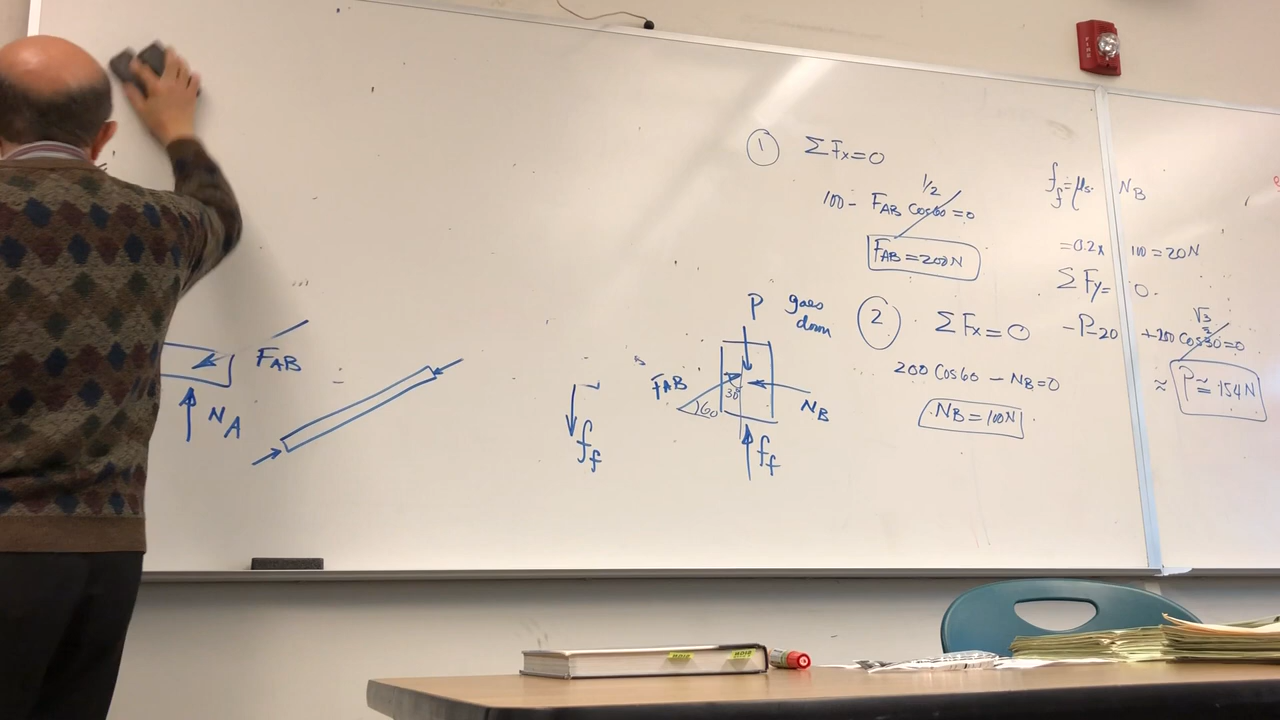 ① ΣFx=0
1/2
100 - FAB Cos60 = 0
FAB = 200N
ff = μs. NB
= 0.2x 100 = 20N
ΣFy= 0.
√3
2
-P-20 + 200 Cos30 = 0
≈ P ≈ 154N
P goes down
② ΣFx = 0
200 Cos60 - NB = 0
NB = 100N
FAB
NA
ff
FAB
30
60
NB
ff
FIRE